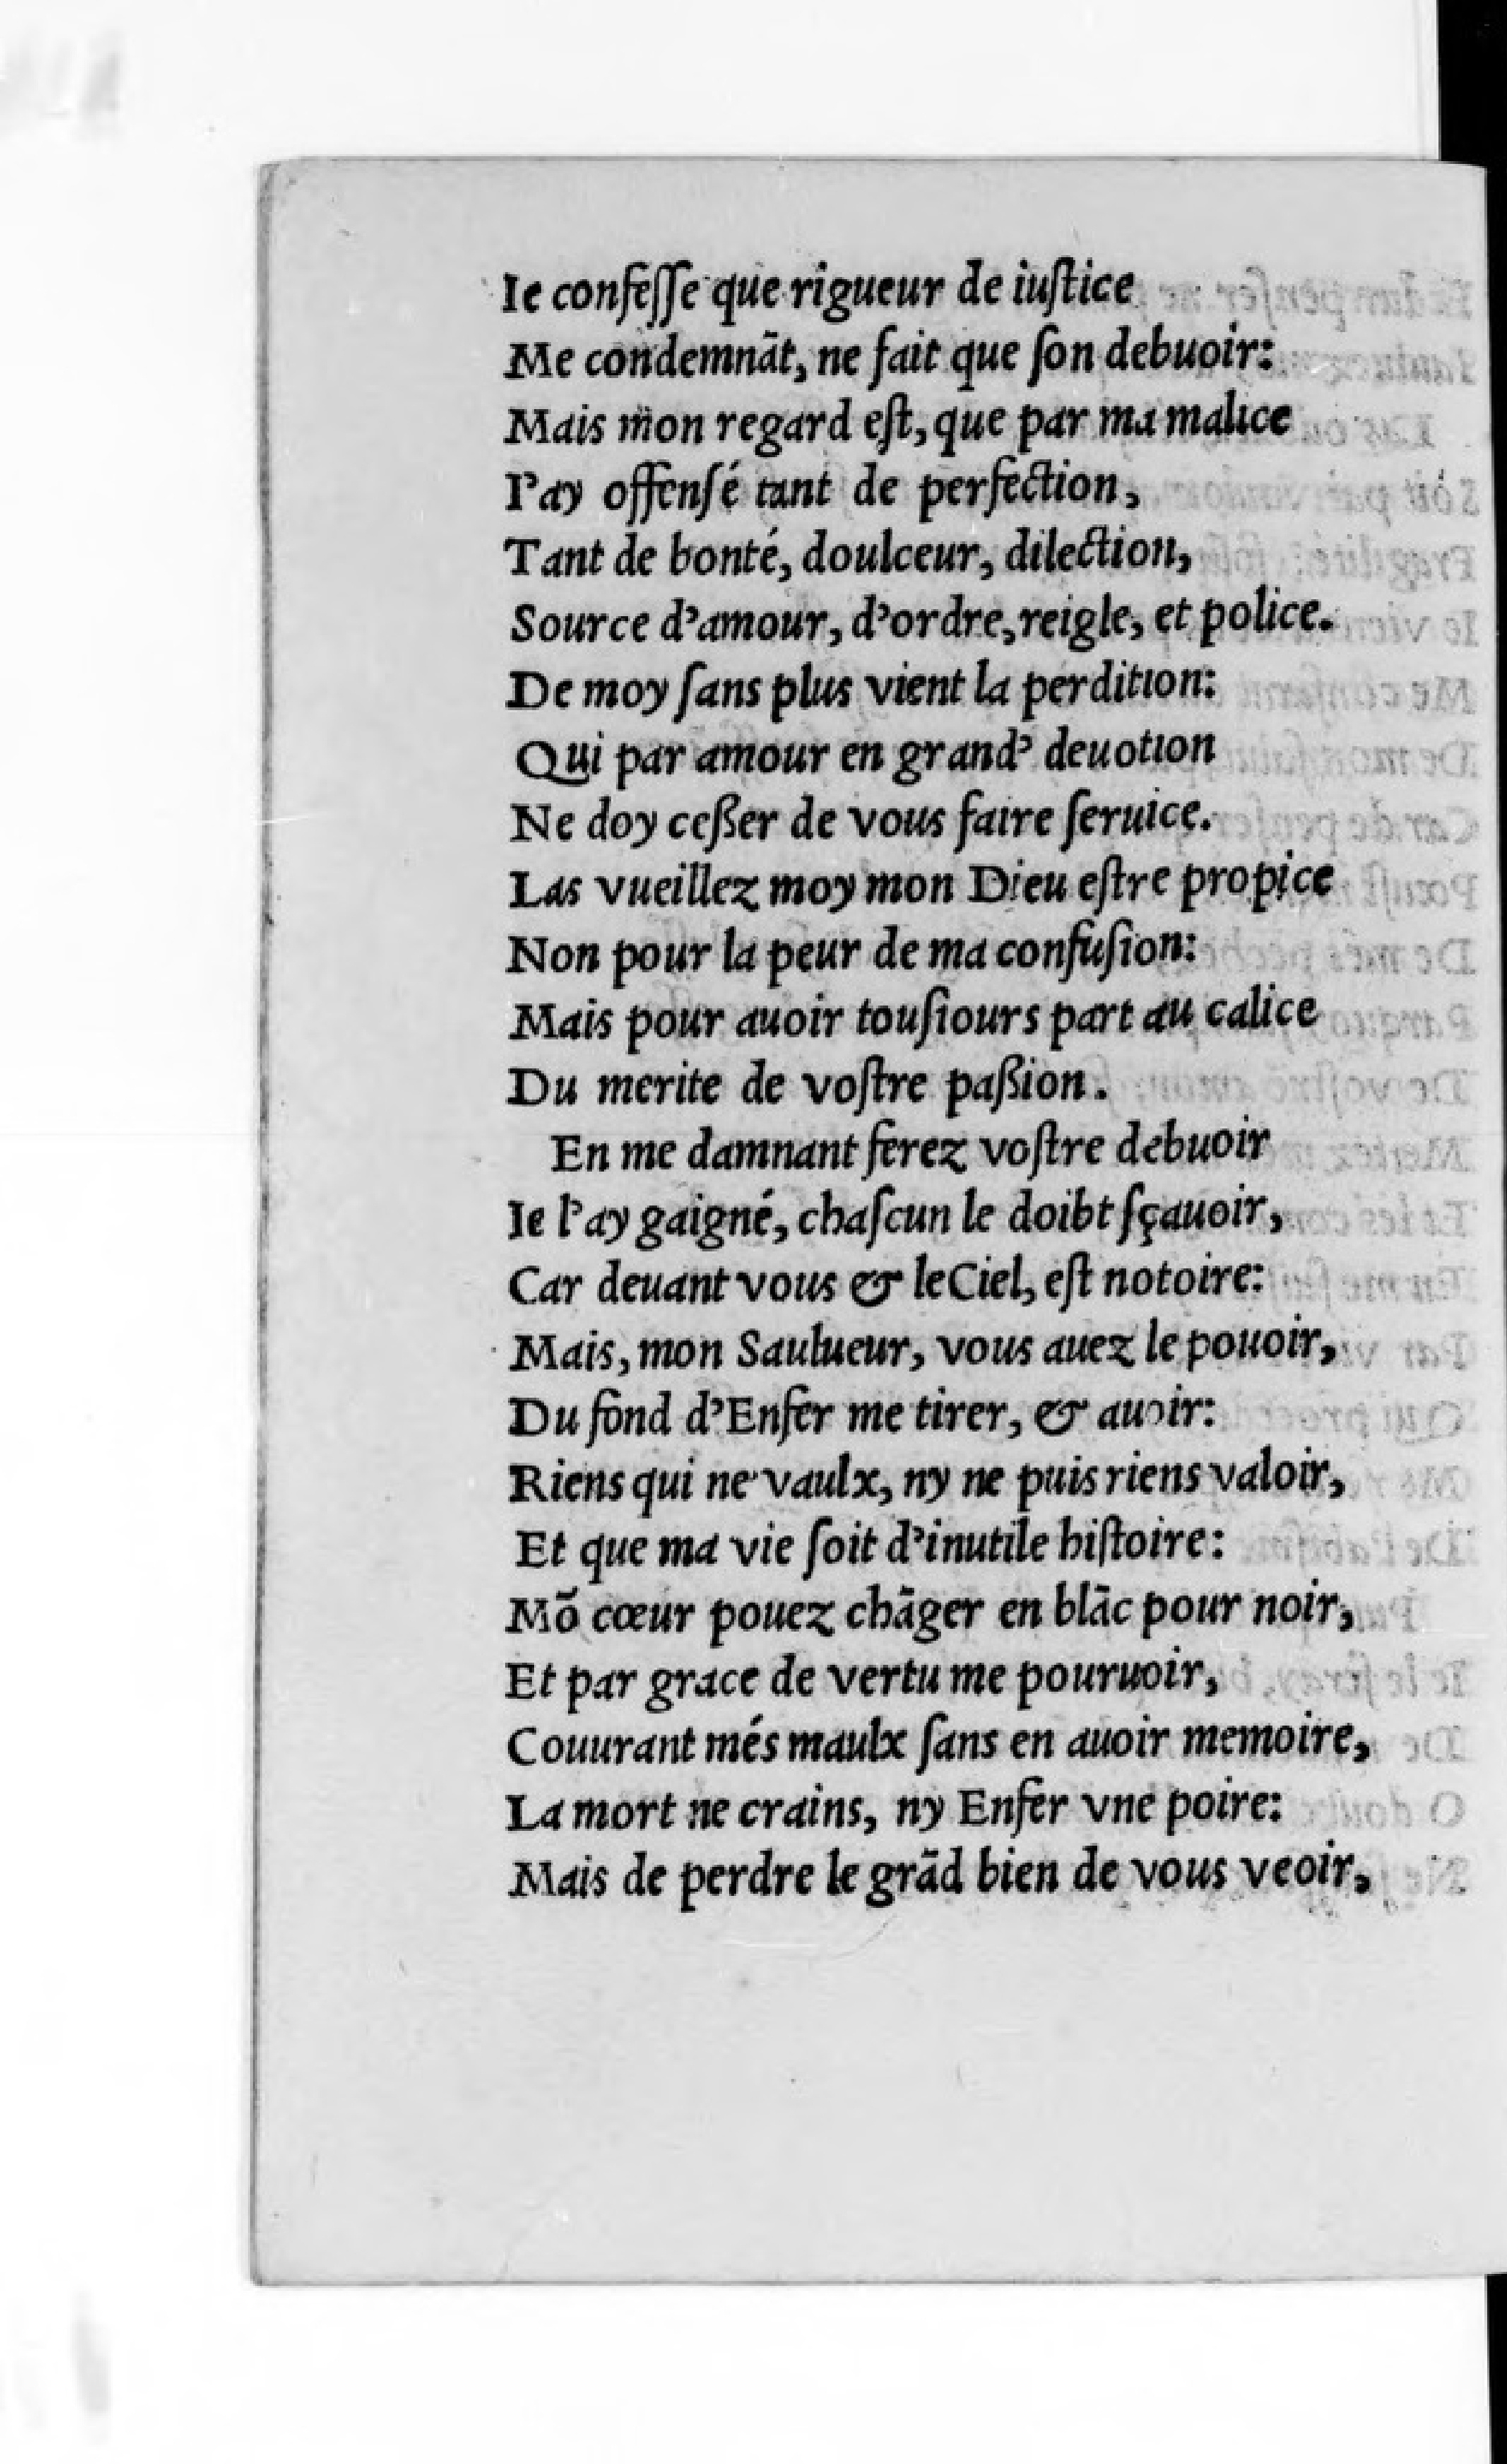 Ie confeſſe que rigueur de iuſtice
Me condemnãt, ne fait que ſon debuoir:
Mais mon regard eſt, que par ma malice
I'ay offenſé tant de perfection,
Tant de bonté, doulceur, dilection,
Source d'amour, d'ordre, reigle, et police.
De moy ſans plus vient la perdition:
Qui par amour en grand' deuotion
Ne doy ceßer de vous faire ſeruice.
Las vueillez moy mon Dieu eſtre propice
Non pour la peur de ma confuſion:
Mais pour auoir touſiours part au calice
Du merite de voſtre paßion.
En me damnant ferez voſtre debuoir
Ie l'ay gaigné, chaſcun le doibt ſçauoir,
Car deuant vous & le Ciel, eſt notoire:
Mais, mon Saulueur, vous auez le pouoir,
Du fond d'Enfer me tirer, & auoir:
Riens qui ne vaulx, ny ne puis riens valoir,
Et que ma vie ſoit d'inutile hiſtoire:
Mõ cœur pouez chãger en blãc pour noir,
Et par grace de vertu me pouruoir,
Couurant més maulx ſans en auoir memoire,
La mort ne crains, ny Enfer vne poire:
Mais de perdre le grãd bien de vous veoir,